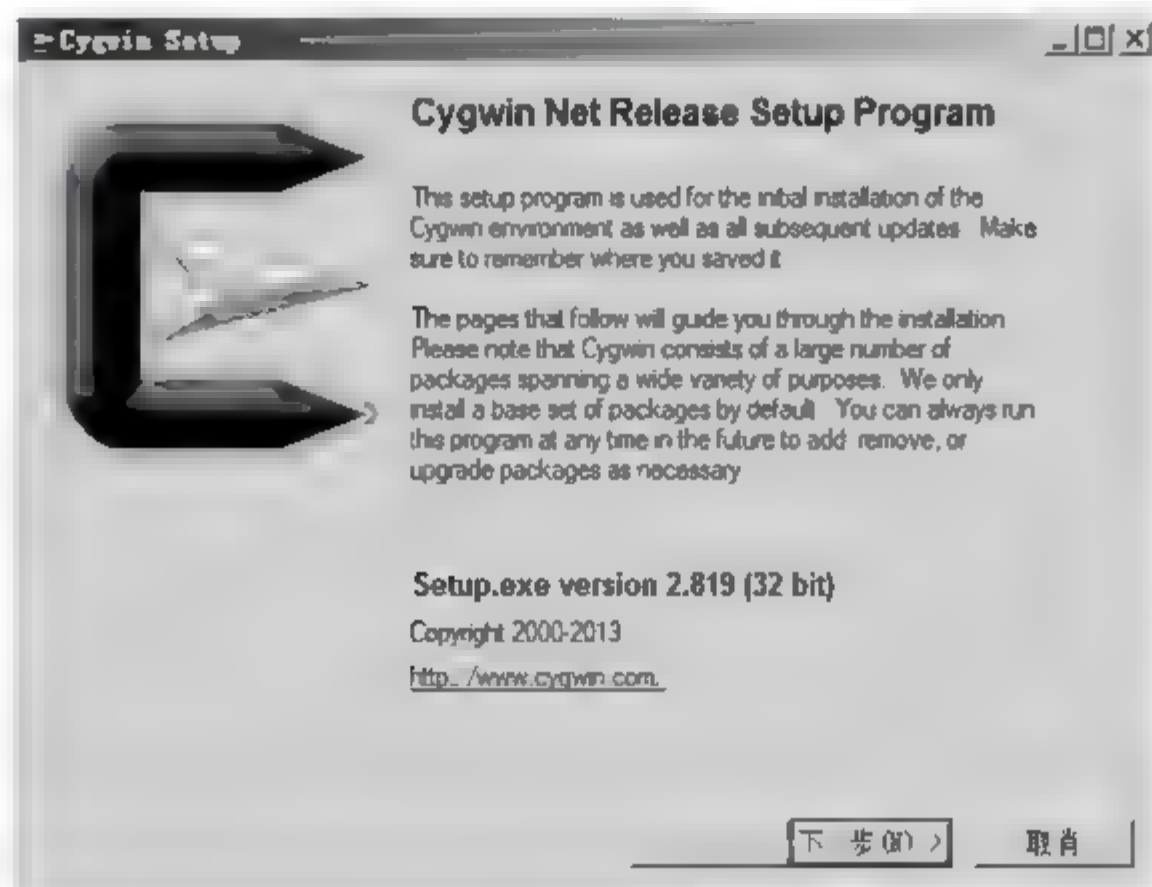 Cygwin Setup
Cygwin Net Release Setup Program
This setup program is used for the initial installation of the
Cygwin environment as well as all subsequent updates Make
sure to remember where you saved it
The pages that follow will guide you through the installation
Please note that Cygwin consists of a large number of
packages spanning a wide variety of purposes. We only
install a base set of packages by default You can always run
this program at any time in the future to add remove, or
upgrade packages as necessary
Setup.exe version 2.819 (32 bit)
Copyright 2000-2013
http://www.cygwin.com/
下一步(N) >
取消